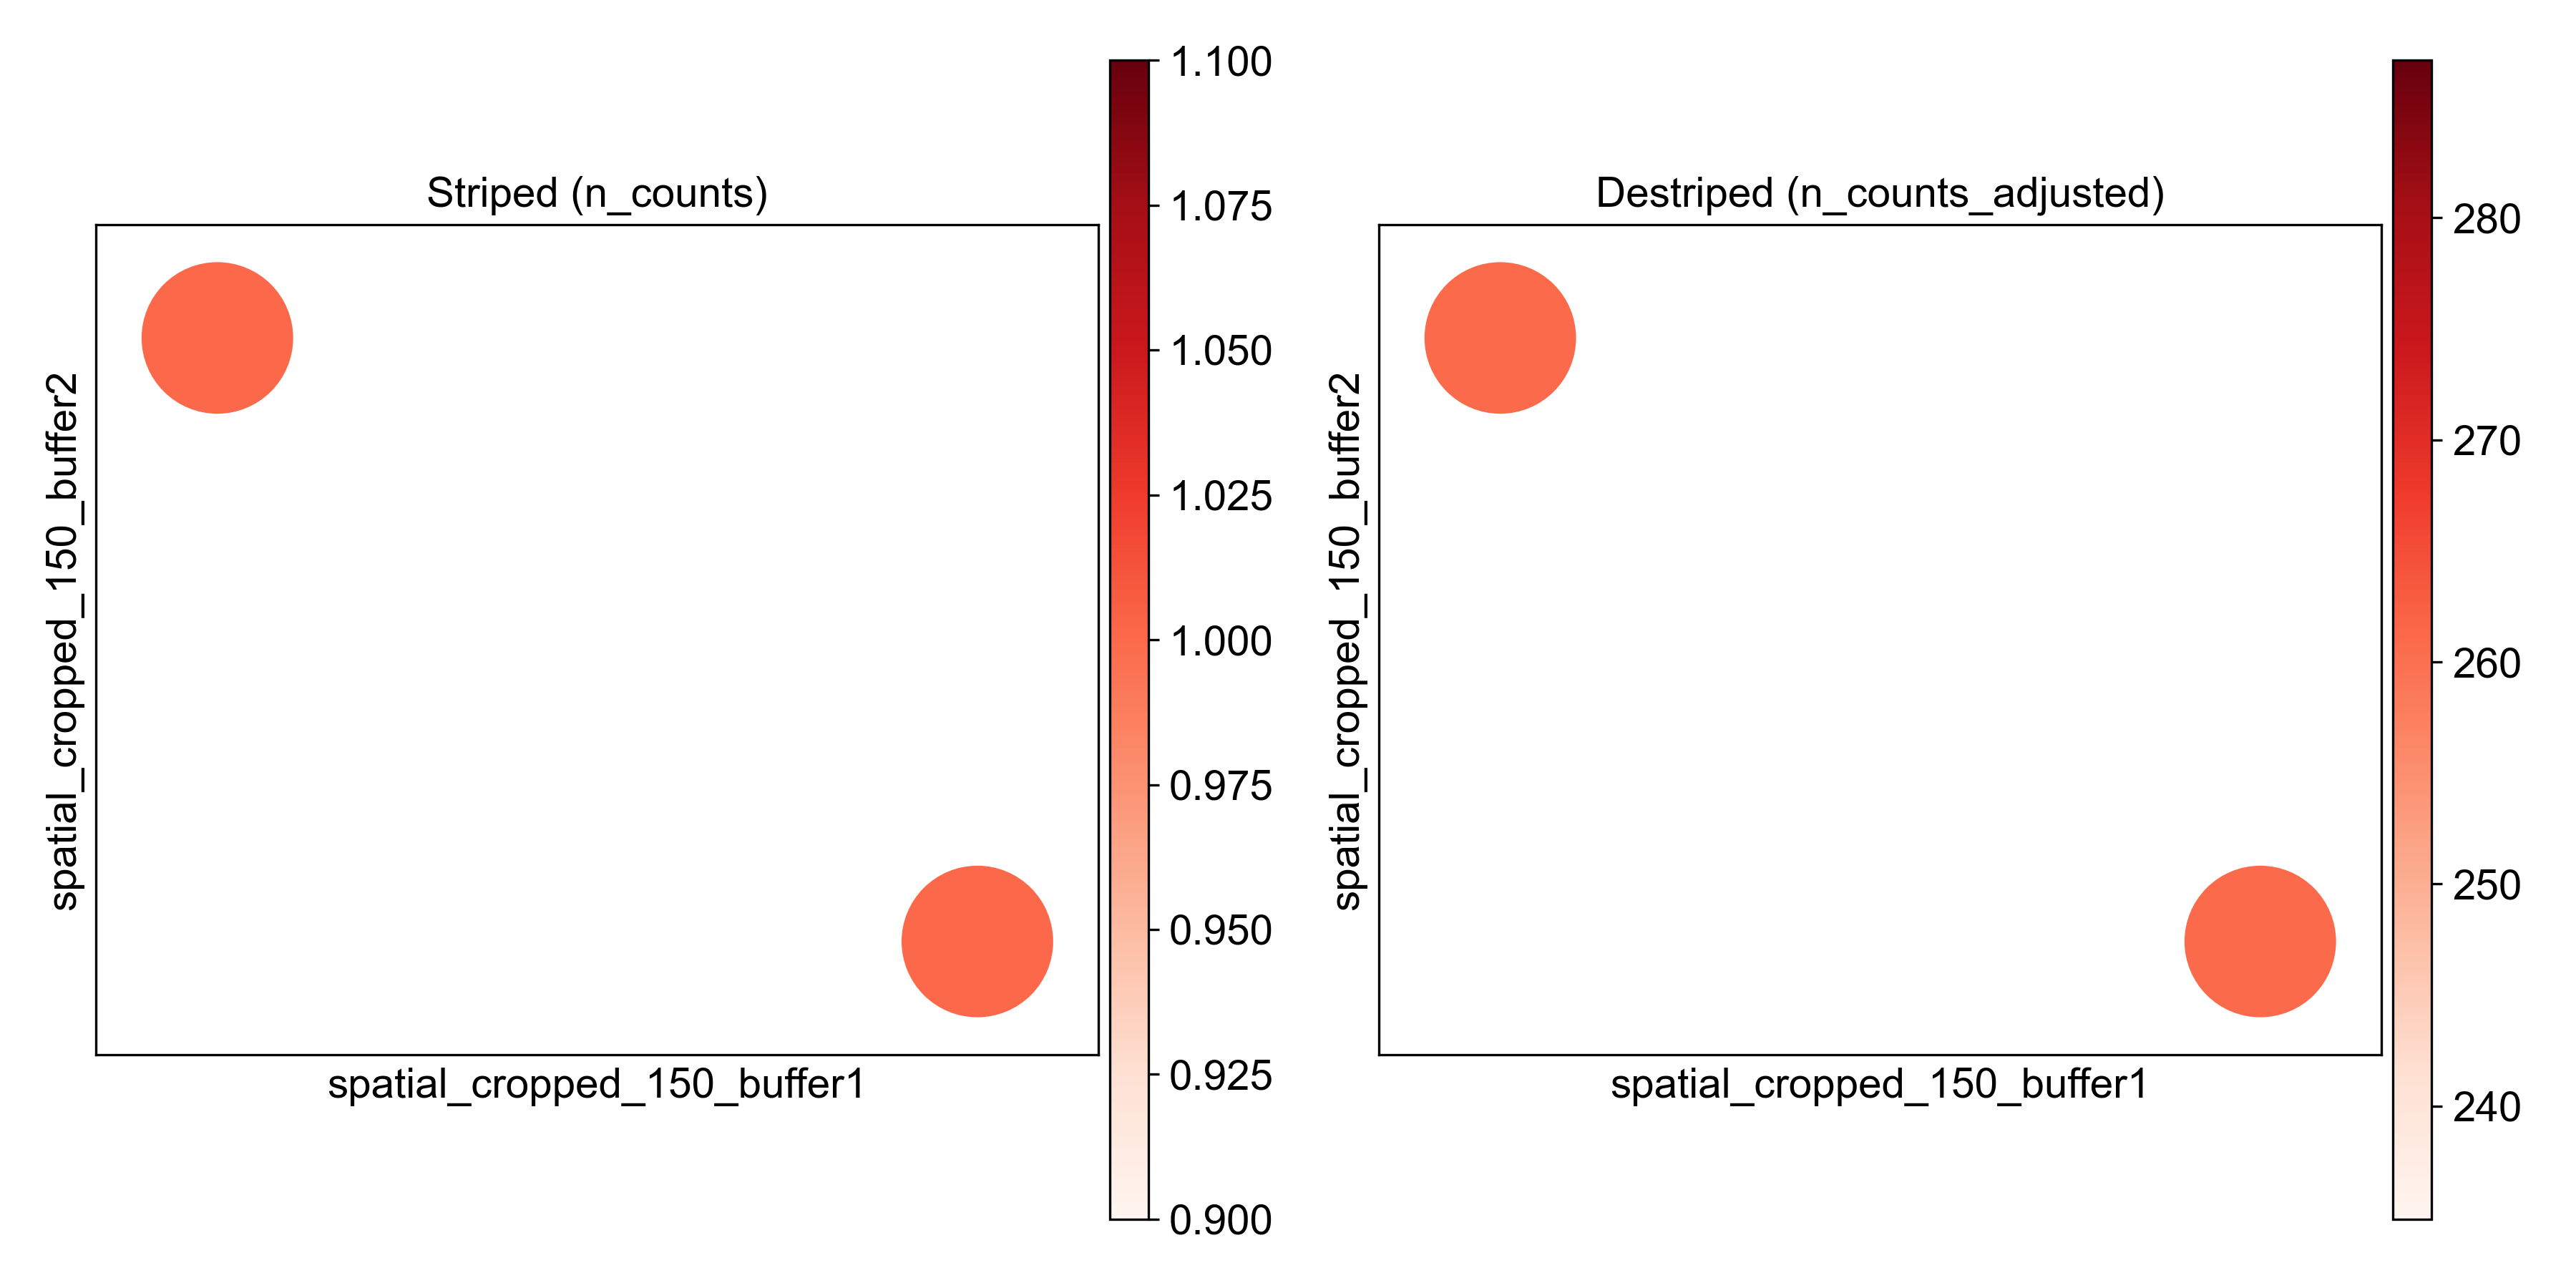 Striped (n_counts)
spatial_cropped_150_buffer2
spatial_cropped_150_buffer1
1.100
1.075
1.050
1.025
1.000
0.975
0.950
0.925
0.900
Destriped (n_counts_adjusted)
spatial_cropped_150_buffer2
spatial_cropped_150_buffer1
280
270
260
250
240